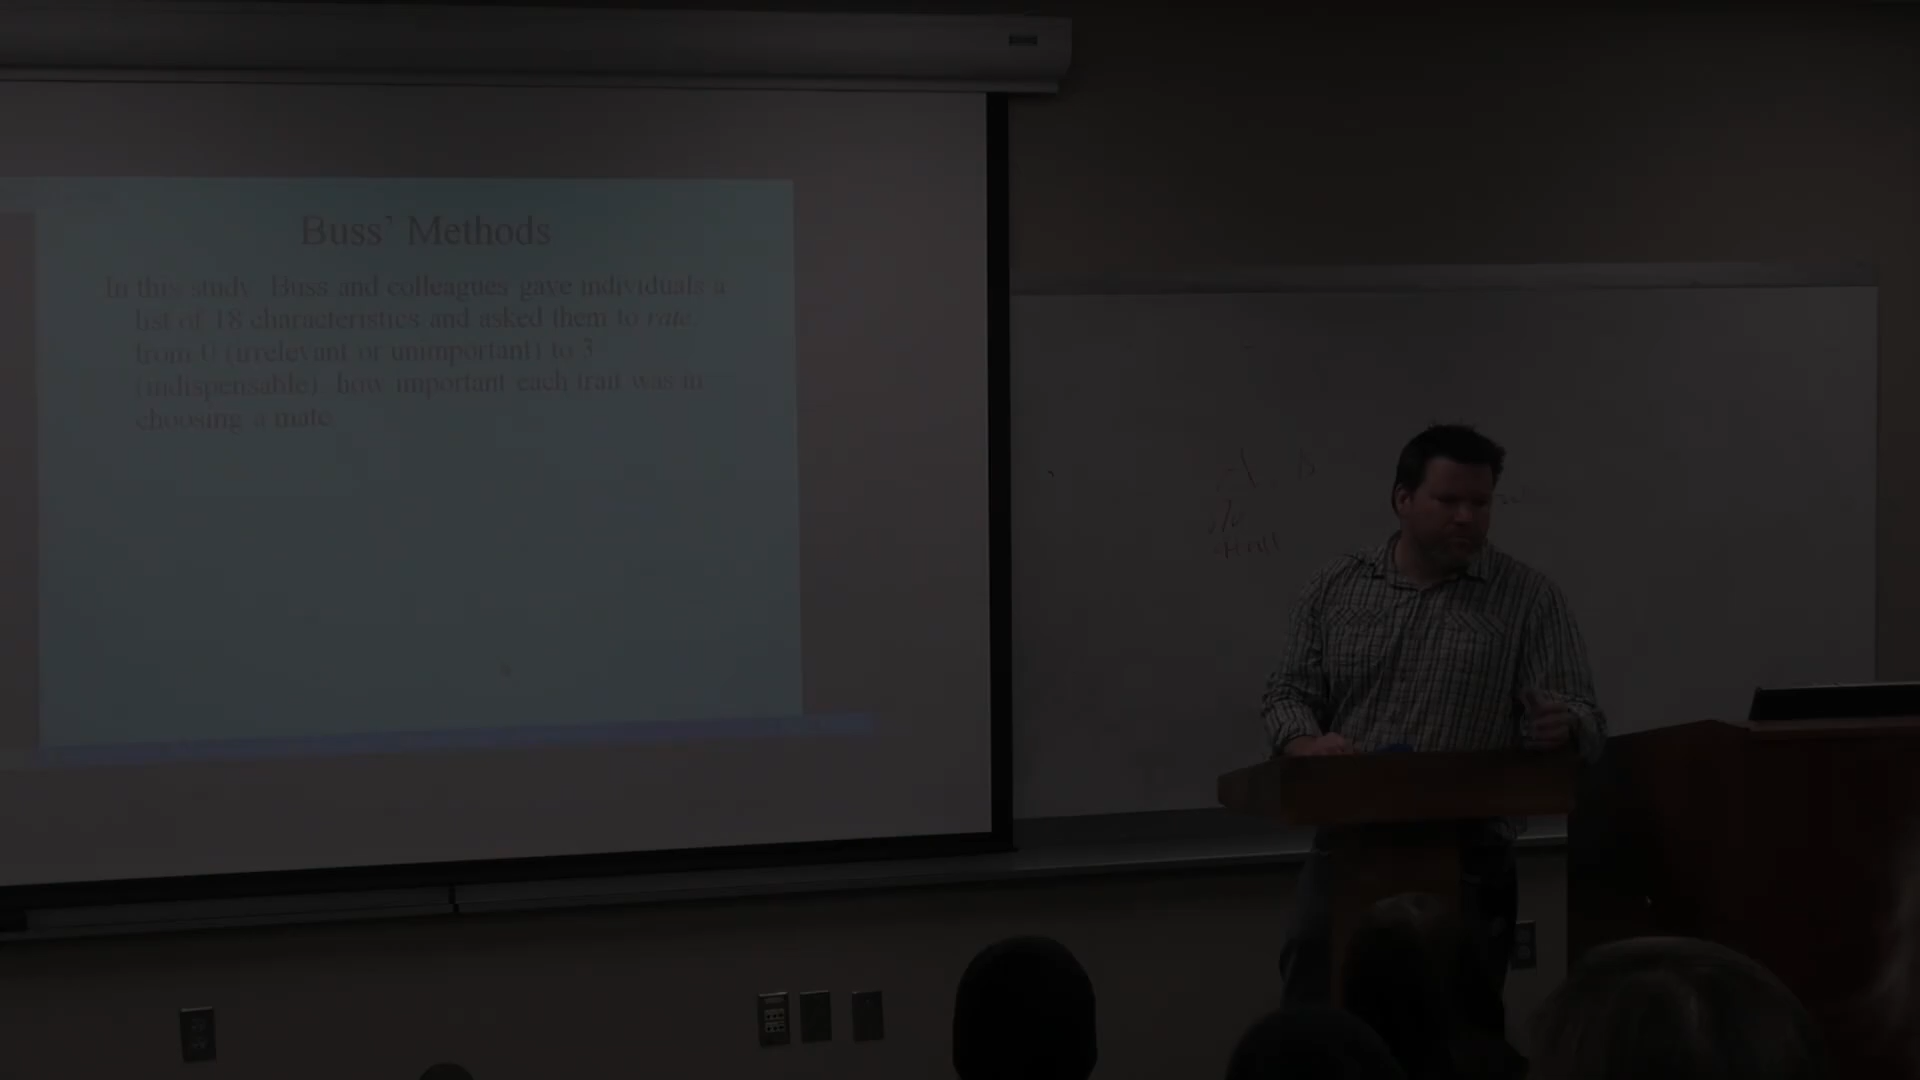 Buss' Methods
In this study, Buss and colleagues gave individuals a
list of 18 characteristics and asked them to rate,
from 0 (irrelevant or unimportant) to 3
(indispensable), how important each trait was in
choosing a mate.